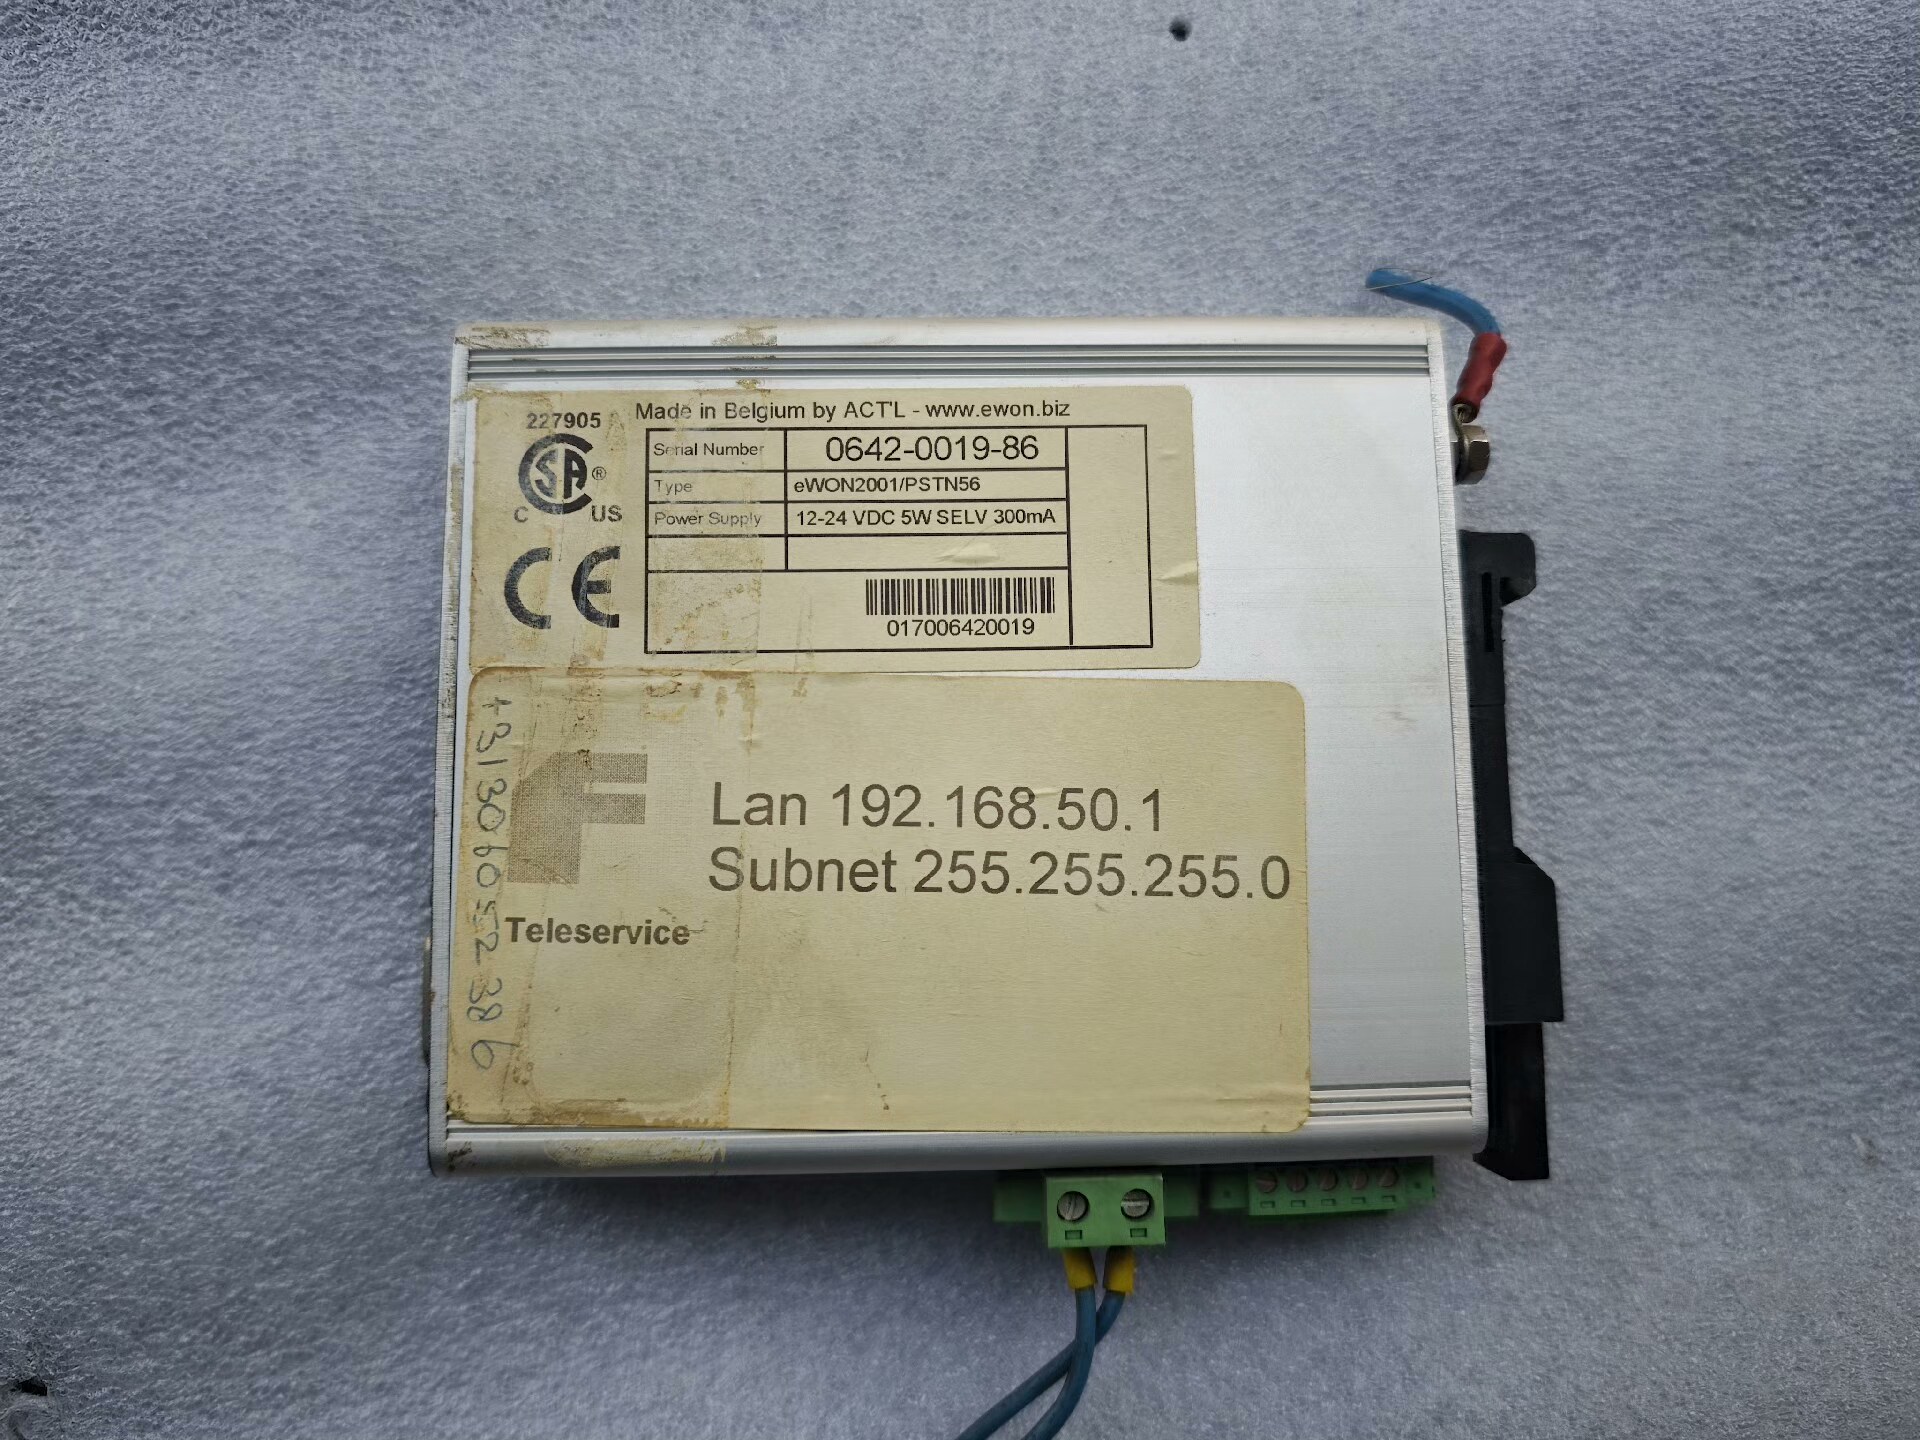 227905
Made in Belgium by ACT'L - www.ewon.biz
Serial Number 0642-0019-86
Type eWON2001/PSTN56
Power Supply 12-24 VDC 5W SELV 300mA
SA®
C US
CE
017006420019
+31306052386
F
Lan 192.168.50.1
Subnet 255.255.255.0
Teleservice